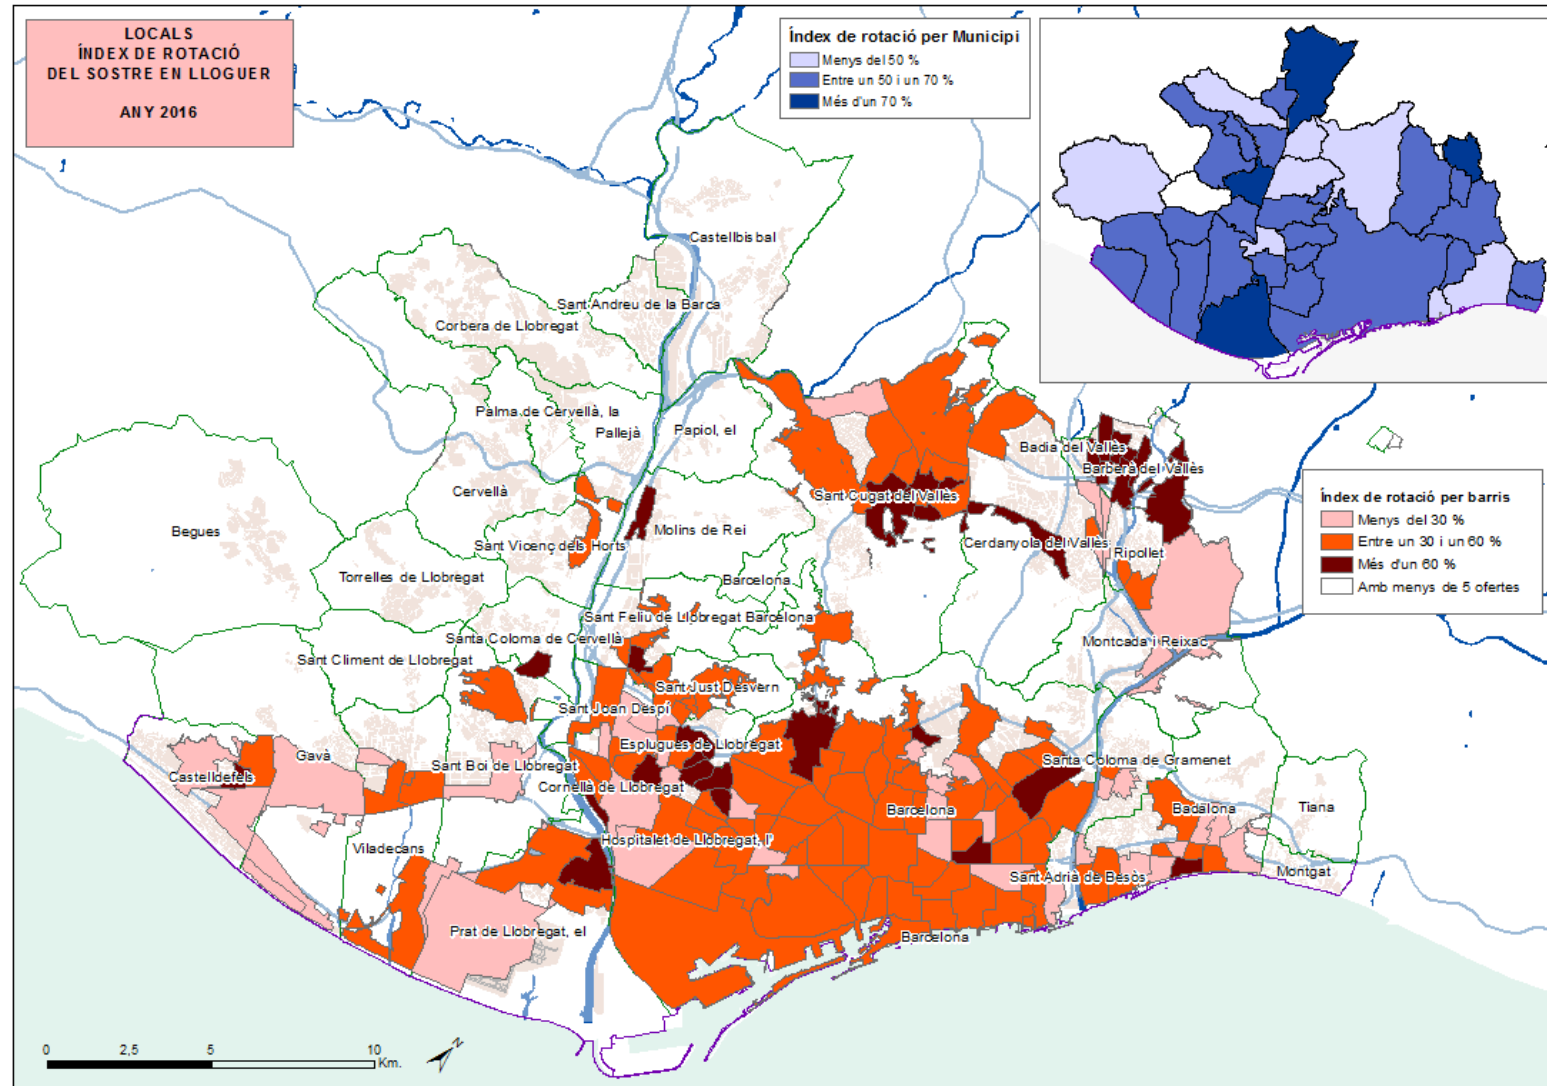 LOCALS
ÍNDEX DE ROTACIÓ
DEL SOSTRE EN LLOGUER
ANY 2016
Índex de rotació per Municipi
Menys del 50 %
Entre un 50 i un 70 %
Més d'un 70 %
Castellbisbal
Sant Andreu de la Barca
Corbera de Llobregat
Palma de Cervellà, la
Pallejà
Papiol, el
Badia del Vallès
Barberà del Vallès
Sant Cugat del Vallès
Cervellà
Begues
Molins de Rei
Sant Vicenç dels Horts
Cerdanyola del Vallès
Ripollet
Torrelles de Llobregat
Barcelona
Sant Feliu de Llobregat
Barcelona
Santa Coloma de Cervellà
Montcada i Reixac
Sant Climent de Llobregat
Sant Just Desvern
Sant Joan Despí
Esplugues de Llobregat
Gavà
Sant Boi de Llobregat
Santa Coloma de Gramenet
Castelldefels
Cornellà de Llobregat
Barcelona
Badalona
Tiana
Hospitalet de Llobregat, l'
Viladecans
Montgat
Sant Adrià de Besòs
Prat de Llobregat, el
Barcelona
Índex de rotació per barris
Menys del 30 %
Entre un 30 i un 60 %
Més d'un 60 %
Amb menys de 5 ofertes
0 2,5 5 10
Km.
N